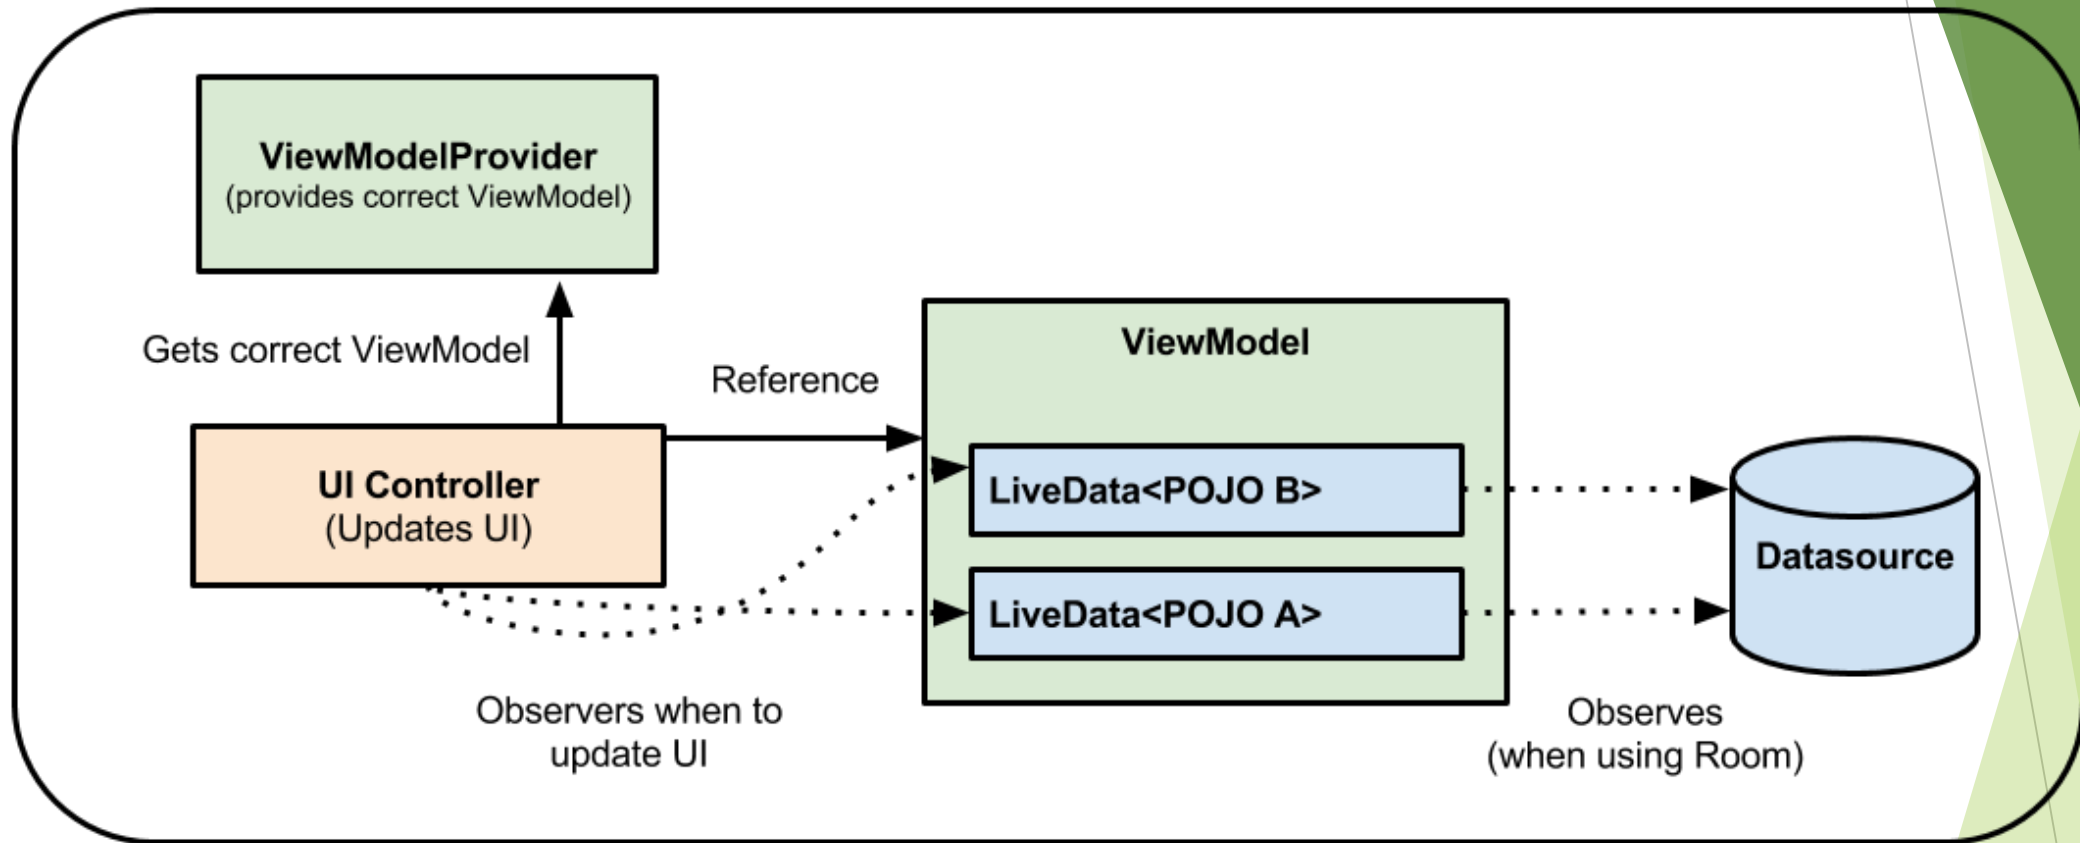 ViewModelProvider
(provides correct ViewModel)
Gets correct ViewModel
Reference
ViewModel
UI Controller
(Updates UI)
LiveData<POJO B>
LiveData<POJO A>
Datasource
Observers when to
update UI
Observes
(when using Room)